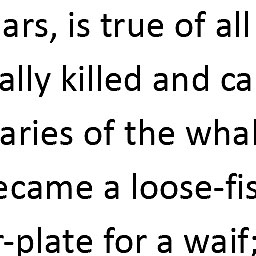 ars, is true of all
ally killed and ca
aries of the whal
ecame a loose-fis
r-plate for a waif;